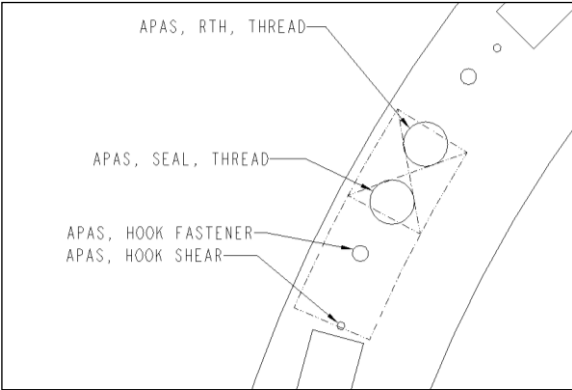 APAS, RTH, THREAD
APAS, SEAL, THREAD
APAS, HOOK FASTENER
APAS, HOOK SHEAR